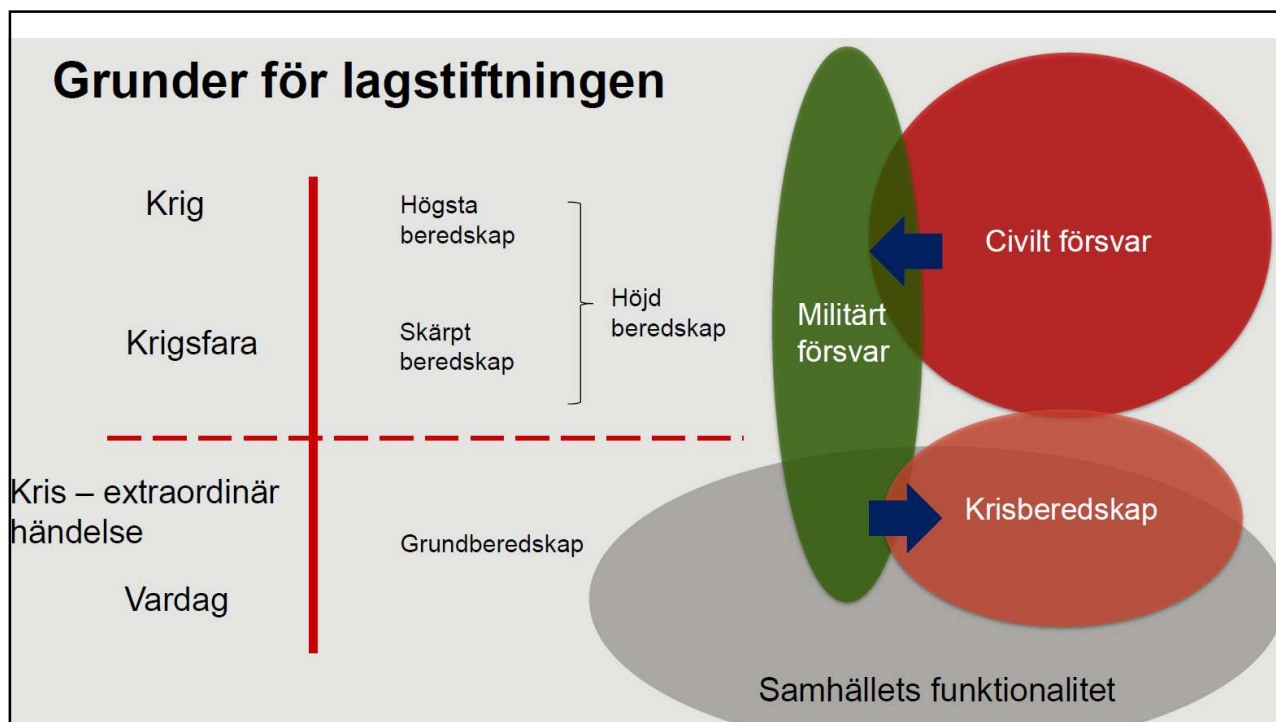 Grunder för lagstiftningen
Krig
Högsta
beredskap
Krigsfara
Skärpt
beredskap
Höjd
beredskap
Kris – extraordinär
händelse
Grundberedskap
Vardag
Militärt
försvar
Civilt försvar
Krisberedskap
Samhällets funktionalitet